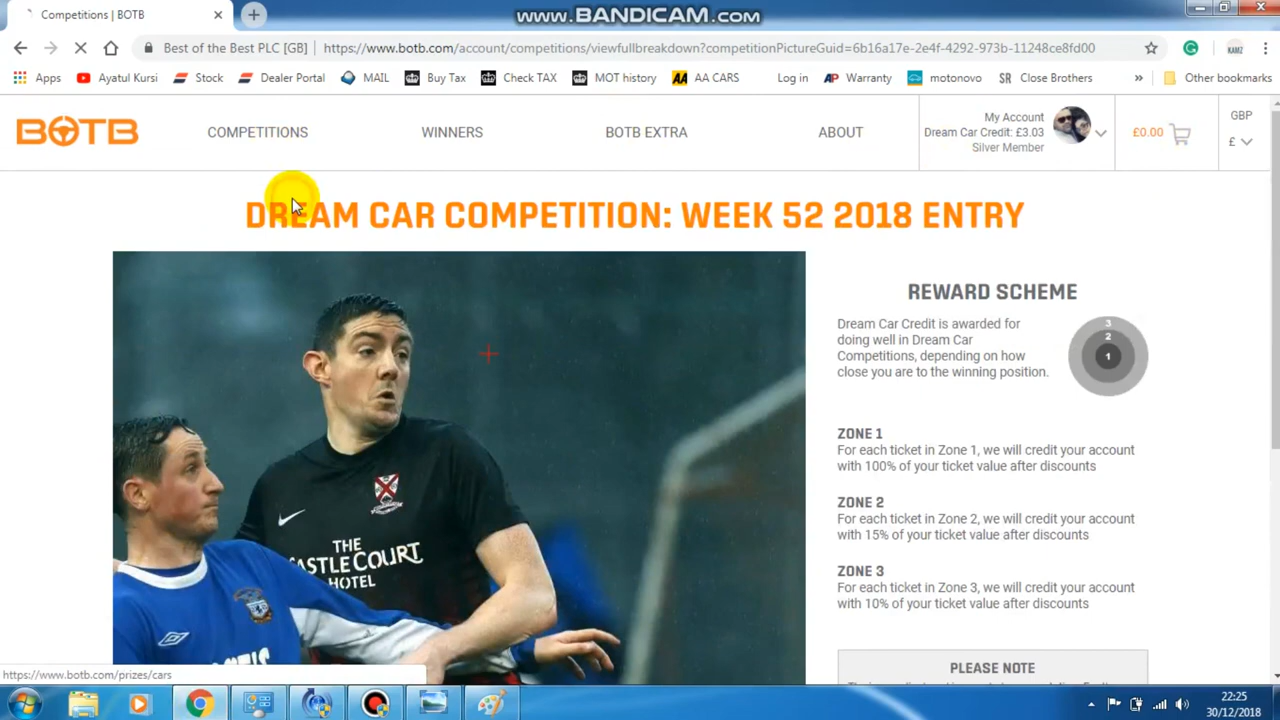 www.BANDICAM.com
Competitions | BOTB
Best of the Best PLC [GB] | https://www.botb.com/account/competitions/viewfullbreakdown?competitionPictureGuid=6b16a17e-2e4f-4292-973b-11248ce8fd00
KAMZ
Apps Ayatul Kursi Stock Dealer Portal MAIL Buy Tax Check TAX MOT history AA CARS Log in Warranty motonovo Close Brothers » Other bookmarks
BOTB COMPETITIONS WINNERS BOTB EXTRA ABOUT
My Account
Dream Car Credit: £3.03
Silver Member
£0.00
GBP
£
DREAM CAR COMPETITION: WEEK 52 2018 ENTRY
REWARD SCHEME
Dream Car Credit is awarded for
doing well in Dream Car
Competitions, depending on how
close you are to the winning position.
3
2
1
ZONE 1
For each ticket in Zone 1, we will credit your account
with 100% of your ticket value after discounts
ZONE 2
For each ticket in Zone 2, we will credit your account
with 15% of your ticket value after discounts
ZONE 3
For each ticket in Zone 3, we will credit your account
with 10% of your ticket value after discounts
PLEASE NOTE
THE
CASTLECOURT
HOTEL
https://www.botb.com/prizes/cars
22:25
30/12/2018